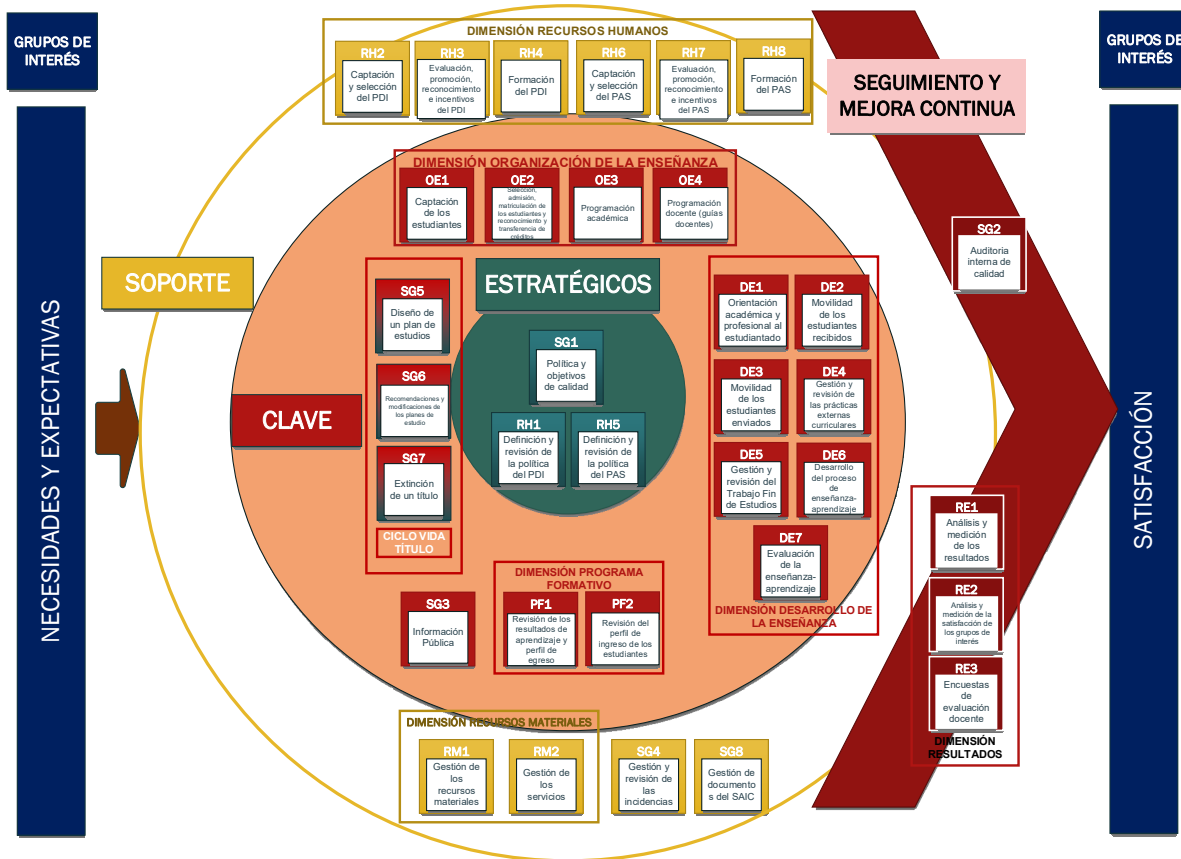 GRUPOS DE
INTERÉS
NECESIDADES Y EXPECTATIVAS
DIMENSIÓN RECURSOS HUMANOS
RH2
Captación
y selección
del PDI
RH3
Evaluación,
promoción,
reconocimiento
e incentivos
del PDI
RH4
Formación
del PDI
RH6
Captación
y selección
del PAS
RH7
Evaluación,
promoción,
reconocimiento
e incentivos
del PAS
RH8
Formación
del PAS
SEGUIMIENTO Y
MEJORA CONTINUA
GRUPOS DE
INTERÉS
SATISFACCIÓN
DIMENSIÓN ORGANIZACIÓN DE LA ENSEÑANZA
OE1
Captación
de los
estudiantes
OE2
Selección,
admisión,
matriculación de
los estudiantes y
reconocimiento y
transferencia de
créditos
OE3
Programación
académica
OE4
Programación
docente (guías
docentes)
SOPORTE
CLAVE
ESTRATÉGICOS
SG5
Diseño de
un plan de
estudios
SG6
Recomendaciones y
modificaciones de
los planes de
estudio
SG7
Extinción
de un título
CICLO VIDA
TÍTULO
SG1
Política y
objetivos
de calidad
RH1
Definición y
revisión de
la política
del PDI
RH5
Definición y
revisión de
la política
del PAS
DE1
Orientación
académica y
profesional al
estudiantado
DE2
Movilidad de
los
estudiantes
recibidos
DE3
Movilidad
de los
estudiantes
enviados
DE4
Gestión y
revisión de
las prácticas
externas
curriculares
DE5
Gestión y
revisión del
Trabajo Fin
de Estudios
DE6
Desarrollo
del proceso
de
enseñanza-
aprendizaje
DE7
Evaluación
de la
enseñanza-
aprendizaje
DIMENSIÓN DESARROLLO DE
LA ENSEÑANZA
SG2
Auditoria
interna de
calidad
RE1
Análisis y
medición
de los
resultados
RE2
Análisis y
medición de la
satisfacción de
los grupos de
interés
RE3
Encuestas
de
evaluación
docente
DIMENSIÓN
RESULTADOS
SG3
Información
Pública
DIMENSIÓN PROGRAMA
FORMATIVO
PF1
Revisión de los
resultados de
aprendizaje y
perfil de
egreso
PF2
Revisión del
perfil de
ingreso de los
estudiantes
DIMENSIÓN RECURSOS MATERIALES
RM1
Gestión de
los
recursos
materiales
RM2
Gestión de
los
servicios
SG4
Gestión y
revisión de
las
incidencias
SG8
Gestión de
documento
s del SAIC